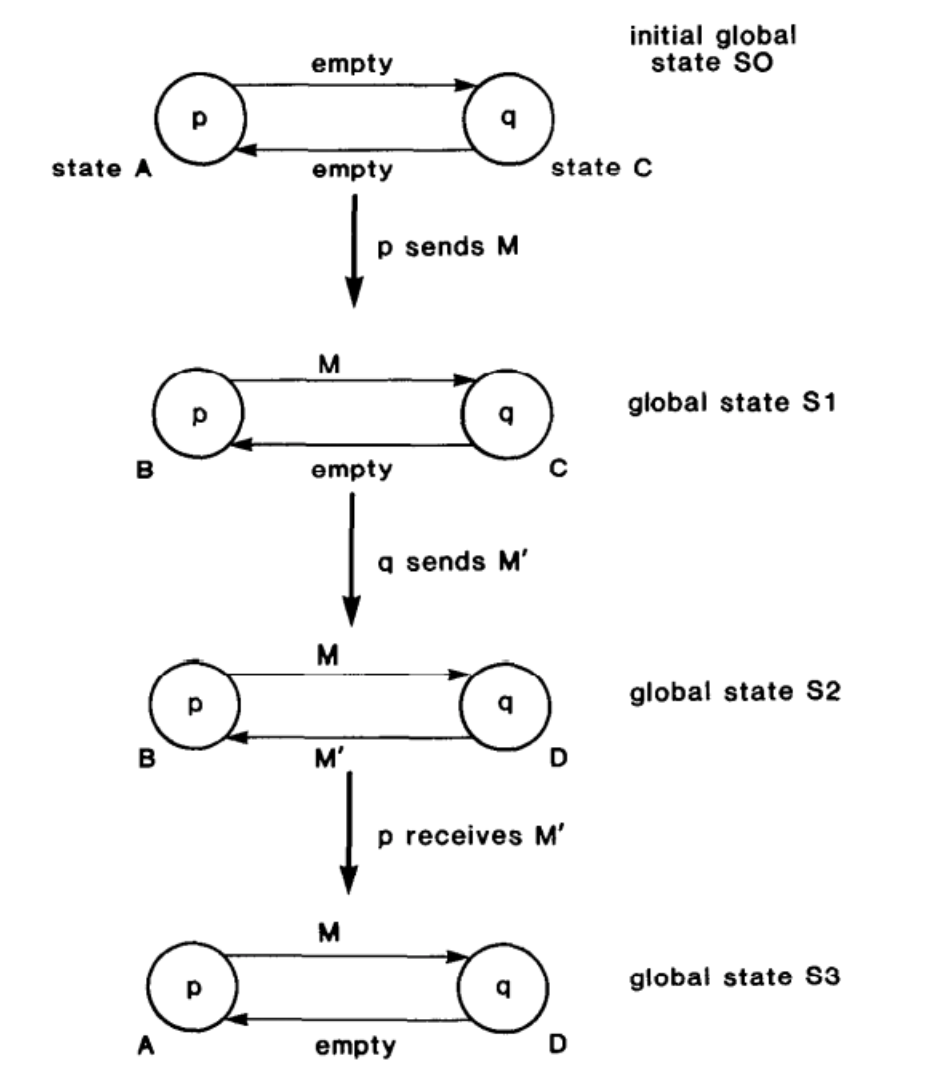 initial global
state SO
empty
p
q
state A
empty
state C
p sends M
M
p
q
global state S1
B
empty
C
q sends M′
M
p
q
global state S2
B
M′
D
p receives M′
M
p
q
global state S3
A
empty
D